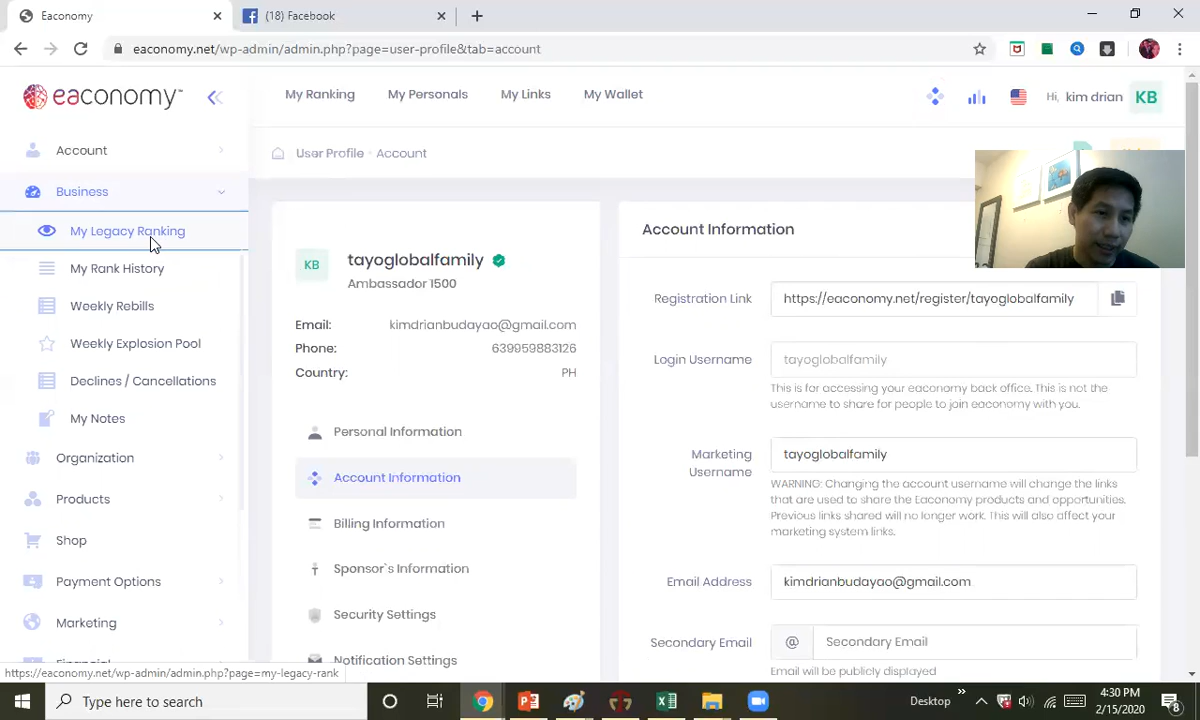 Eaconomy
(18) Facebook
eaconomy.net/wp-admin/admin.php?page=user-profile&tab=account
eaconomy™
My Ranking
My Personals
My Links
My Wallet
Hi, kim drian
KB
Account
Business
My Legacy Ranking
My Rank History
Weekly Rebills
Weekly Explosion Pool
Declines / Cancellations
My Notes
Organization
Products
Shop
Payment Options
Marketing
User Profile • Account
KB
tayoglobalfamily
Ambassador 1500
Email: kimdrianbudayao@gmail.com
Phone: 639959883126
Country: PH
Personal Information
Account Information
Billing Information
Sponsor`s Information
Security Settings
Notification Settings
Account Information
Registration Link https://eaconomy.net/register/tayoglobalfamily
Login Username tayoglobalfamily
This is for accessing your eaconomy back office. This is not the
username to share for people to join eaconomy with you.
Marketing
Username
tayoglobalfamily
WARNING: Changing the account username will change the links
that are used to share the Eaconomy products and opportunities.
Previous links shared will no longer work. This will also affect your
marketing system links.
Email Address kimdrianbudayao@gmail.com
Secondary Email @ Secondary Email
Email will be publicly displayed
https://eaconomy.net/wp-admin/admin.php?page=my-legacy-rank
Type here to search
Desktop
4:30 PM
2/15/2020
8